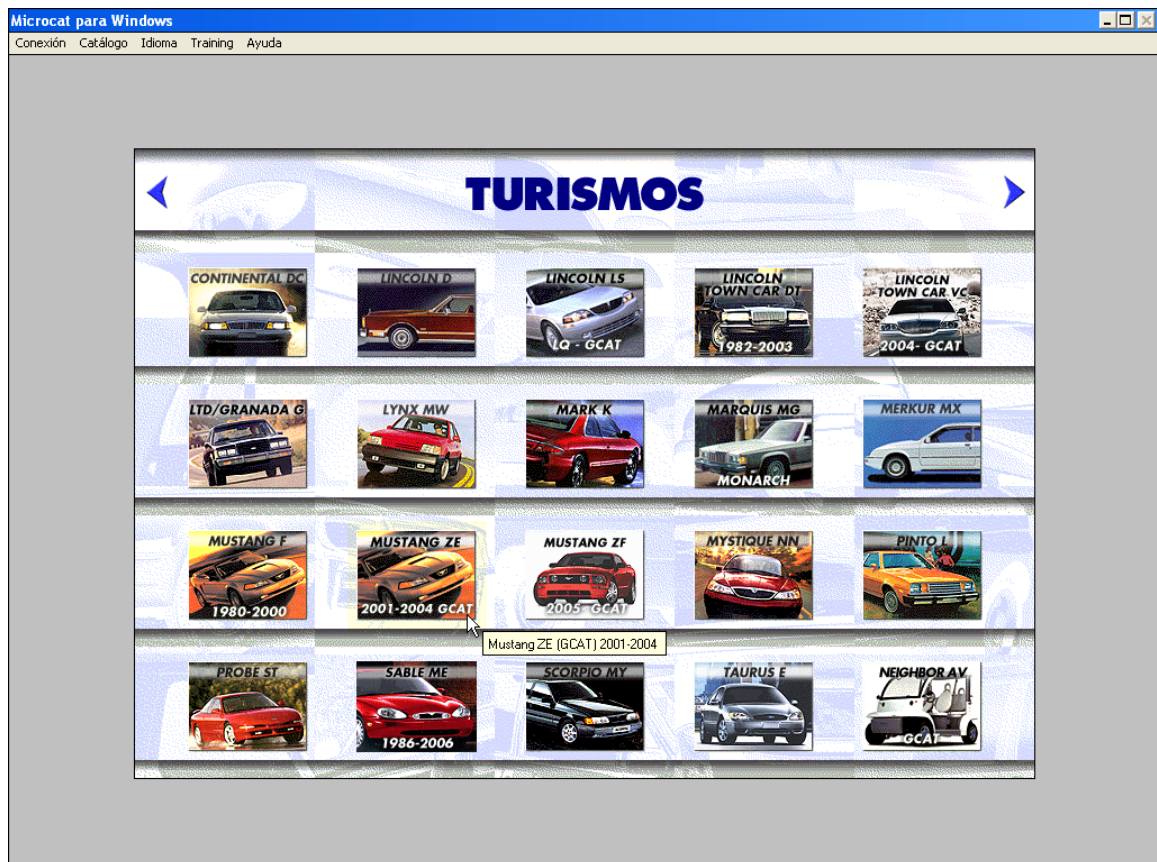 Microcat para Windows
Conexión Catálogo Idioma Training Ayuda
TURISMOS
CONTINENTAL DC
LINCOLN D
LINCOLN LS
LQ - GCAT
LINCOLN
TOWN CAR DT
1982-2003
LINCOLN
TOWN CAR VC
2004- GCAT
LTD/GRANADA G
LYNX MW
MARK K
MARQUIS MG
MONARCH
MERKUR MX
MUSTANG F
1980-2000
MUSTANG ZE
2001-2004 GCAT
MUSTANG ZF
2005- GCAT
MYSTIQUE NN
PINTO L
Mustang ZE (GCAT) 2001-2004
PROBE ST
SABLE ME
1986-2006
SCORPIO MY
TAURUS E
NEIGHBOR AV
GCAT